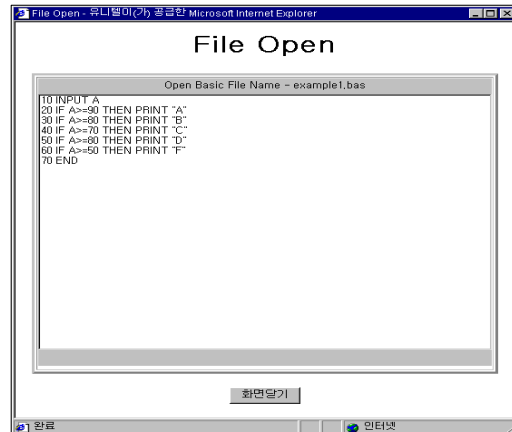 File Open - 유니텔미(가) 공급한 Microsoft Internet Explorer
File Open
Open Basic File Name - example1.bas
10 INPUT A
20 IF A>=90 THEN PRINT "A"
30 IF A>=80 THEN PRINT "B"
40 IF A>=70 THEN PRINT "C"
50 IF A>=80 THEN PRINT "D"
60 IF A>=50 THEN PRINT "F"
70 END
화면닫기
완료
인터넷